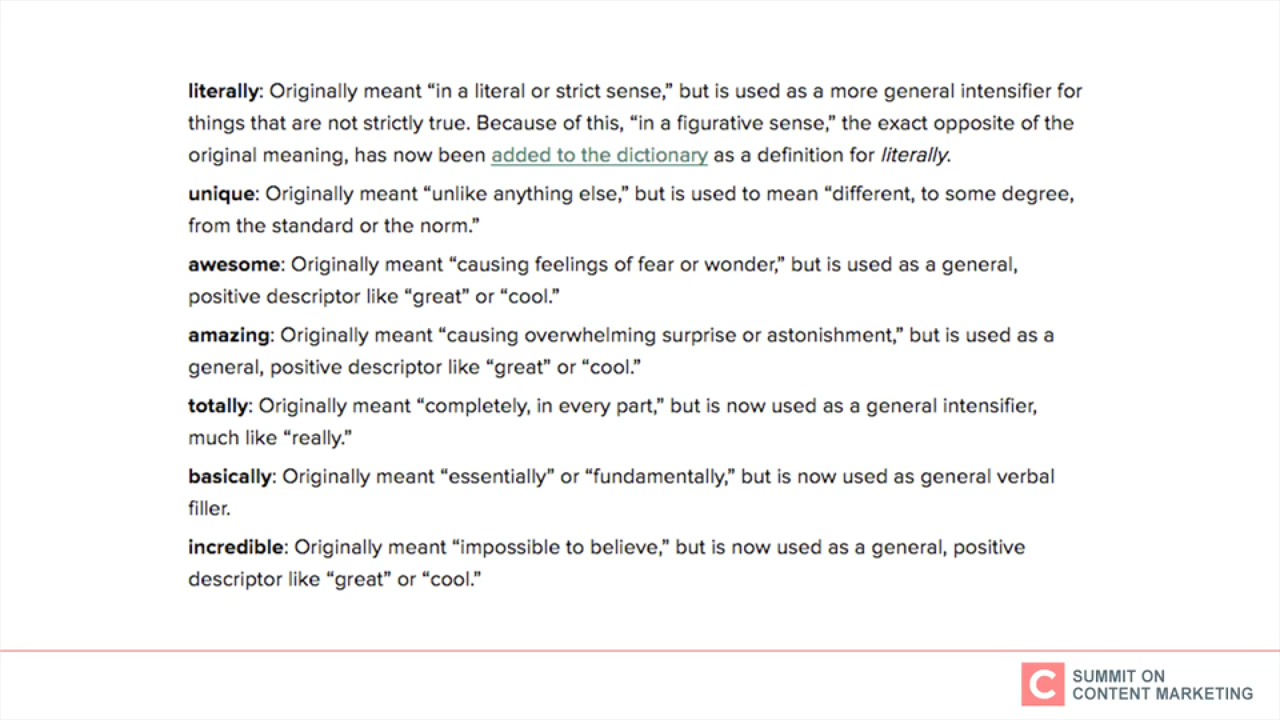 literally: Originally meant “in a literal or strict sense,” but is used as a more general intensifier for
things that are not strictly true. Because of this, “in a figurative sense,” the exact opposite of the
original meaning, has now been added to the dictionary as a definition for literally.
unique: Originally meant “unlike anything else,” but is used to mean “different, to some degree,
from the standard or the norm.”
awesome: Originally meant “causing feelings of fear or wonder,” but is used as a general,
positive descriptor like “great” or “cool.”
amazing: Originally meant “causing overwhelming surprise or astonishment,” but is used as a
general, positive descriptor like “great” or “cool.”
totally: Originally meant “completely, in every part,” but is now used as a general intensifier,
much like “really.”
basically: Originally meant “essentially” or “fundamentally,” but is now used as general verbal
filler.
incredible: Originally meant “impossible to believe,” but is now used as a general, positive
descriptor like “great” or “cool.”
C
SUMMIT ON
CONTENT MARKETING